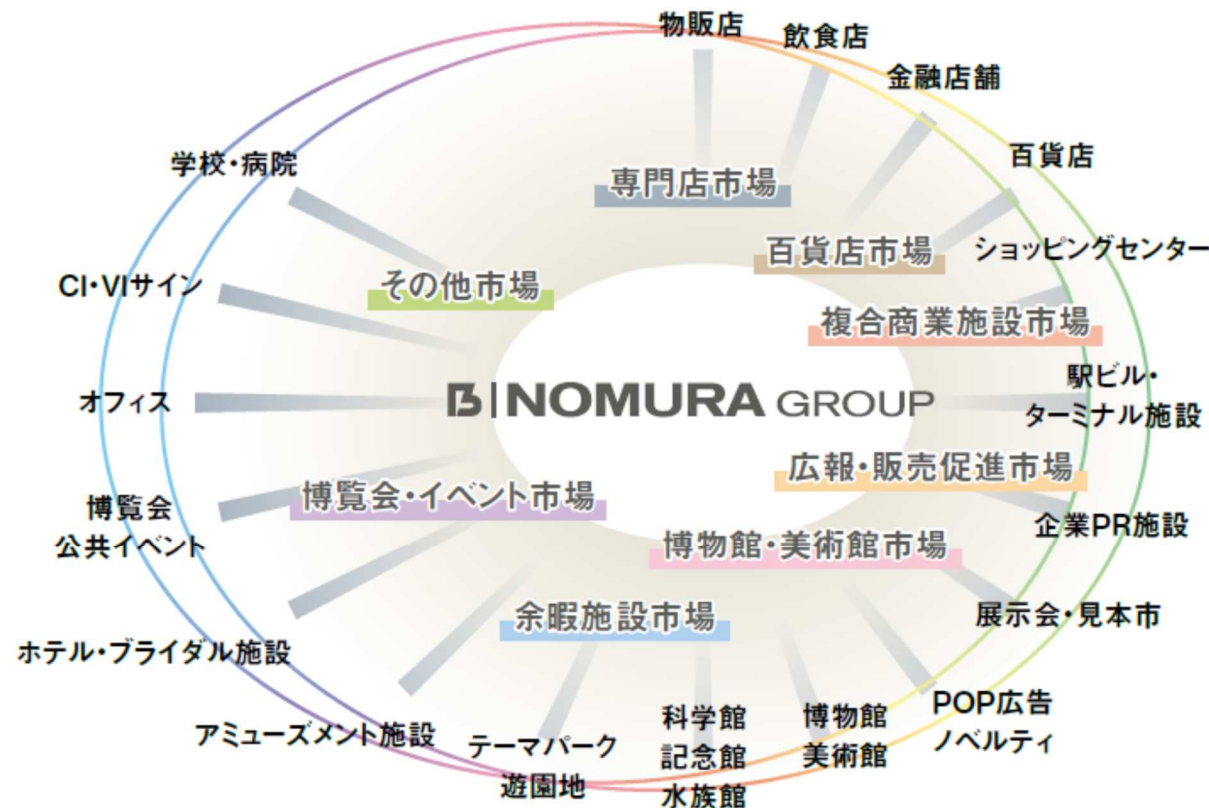 物販店
飲食店
金融店舗
百貨店
学校・病院
専門店市場
百貨店市場
ショッピングセンター
CI・VIサイン
その他市場
複合商業施設市場
オフィス
NOMURA GROUP
駅ビル・
ターミナル施設
広報・販売促進市場
博覧会・イベント市場
博覧会
公共イベント
企業PR施設
博物館・美術館市場
余暇施設市場
展示会・見本市
ホテル・ブライダル施設
アミューズメント施設
テーマパーク
遊園地
科学館
記念館
水族館
博物館
美術館
POP広告
ノベルティ